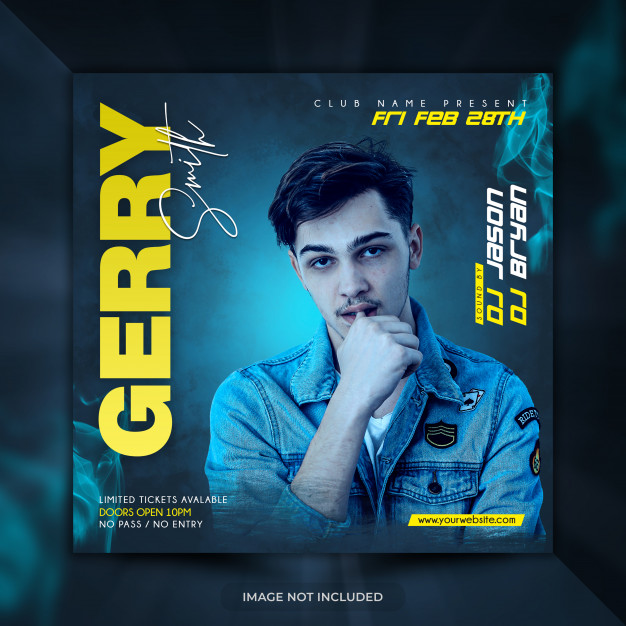 CLUB NAME PRESENT
FRI FEB 28TH
GERRY
Smith
SOUND BY
DJ JASON
DJ BRYAN
RIDE
LIMITED TICKETS AVALABLE
DOORS OPEN 10PM
NO PASS / NO ENTRY
www.yourwebsite.com
IMAGE NOT INCLUDED